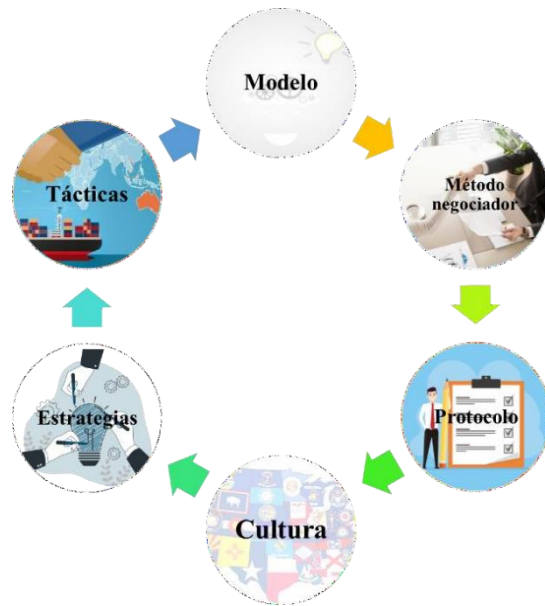 Modelo
Método
negociador
Protocolo
Cultura
Estrategias
Tácticas